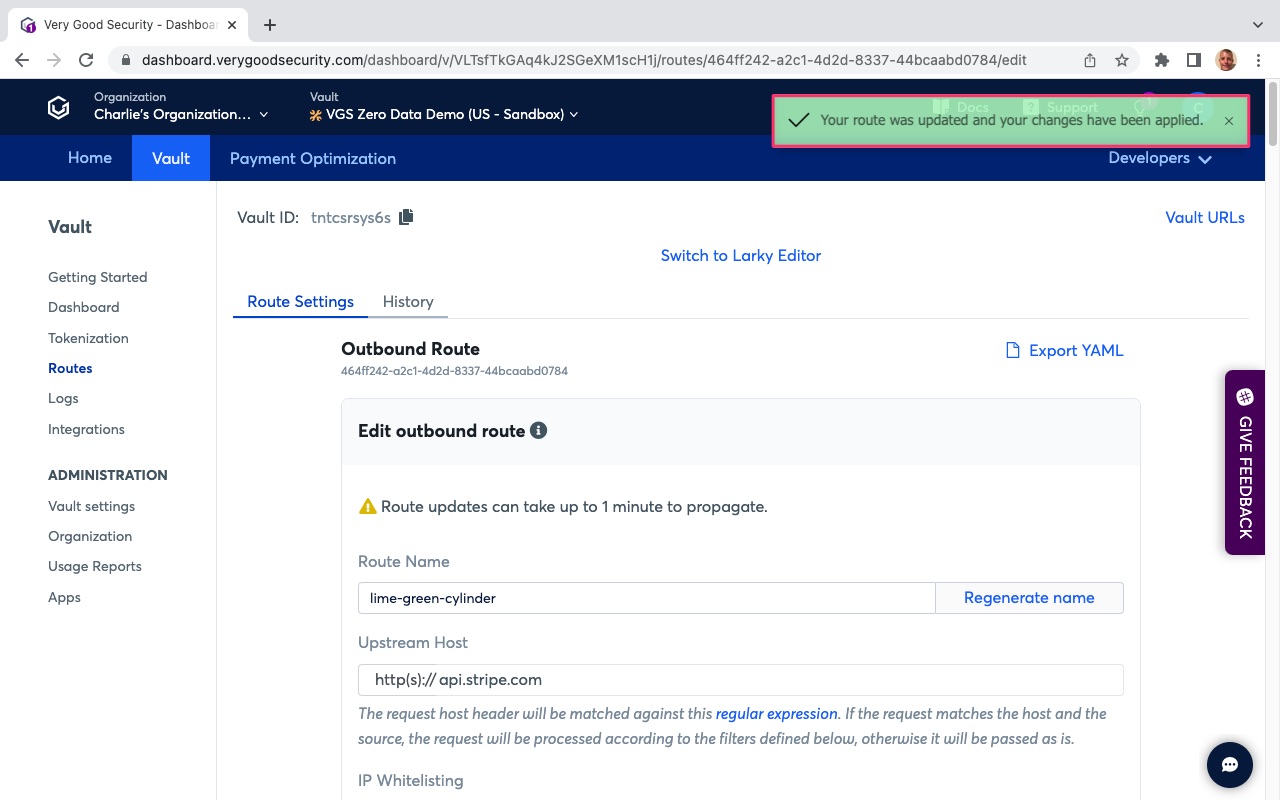 Very Good Security - Dashboar
dashboard.verygoodsecurity.com/dashboard/v/VLTsfTkGAq4kJ2SGeXM1scH1j/routes/464ff242-a2c1-4d2d-8337-44bcaabd0784/edit
Organization
Charlie's Organization...
Vault
VGS Zero Data Demo (US - Sandbox)
Docs
Support
1
C
Your route was updated and your changes have been applied.
Home
Vault
Payment Optimization
Developers
Vault
Getting Started
Dashboard
Tokenization
Routes
Logs
Integrations
ADMINISTRATION
Vault settings
Organization
Usage Reports
Apps
Vault ID: tntcsrsys6s
Vault URLs
Switch to Larky Editor
Route Settings
History
Outbound Route
464ff242-a2c1-4d2d-8337-44bcaabd0784
Export YAML
Edit outbound route
Route updates can take up to 1 minute to propagate.
Route Name
lime-green-cylinder
Regenerate name
Upstream Host
http(s):// api.stripe.com
The request host header will be matched against this regular expression. If the request matches the host and the
source, the request will be processed according to the filters defined below, otherwise it will be passed as is.
IP Whitelisting
GIVE FEEDBACK